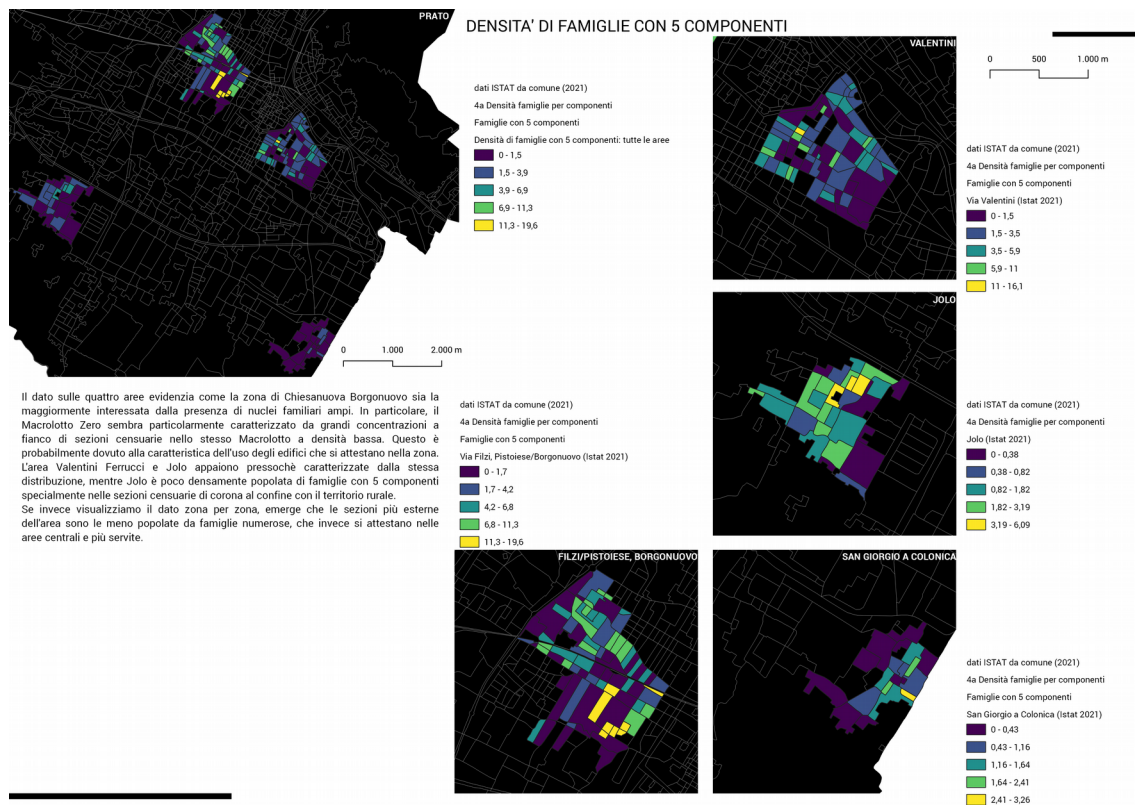 PRATO
DENSITA' DI FAMIGLIE CON 5 COMPONENTI
dati ISTAT da comune (2021)
4a Densità famiglie per componenti
Famiglie con 5 componenti
Densità di famiglie con 5 componenti: tutte le aree
0 - 1,5
1,5 - 3,9
3,9 - 6,9
6,9 - 11,3
11,3 - 19,6
0 1.000 2.000 m
VALENTINI
0 500 1.000 m
dati ISTAT da comune (2021)
4a Densità famiglie per componenti
Famiglie con 5 componenti
Via Valentini (Istat 2021)
0 - 1,5
1,5 - 3,5
3,5 - 5,9
5,9 - 11
11 - 16,1
Il dato sulle quattro aree evidenzia come la zona di Chiesanuova Borgonuovo sia la
maggiormente interessata dalla presenza di nuclei familiari ampi. In particolare, il
Macrolotto Zero sembra particolarmente caratterizzato da grandi concentrazioni a
fianco di sezioni censuarie nello stesso Macrolotto a densità bassa. Questo è
probabilmente dovuto alla caratteristica dell'uso degli edifici che si attestano nella zona.
L'area Valentini Ferrucci e Jolo appaiono pressochè caratterizzate dalla stessa
distribuzione, mentre Jolo è poco densamente popolata di famiglie con 5 componenti
specialmente nelle sezioni censuarie di corona al confine con il territorio rurale.
Se invece visualizziamo il dato zona per zona, emerge che le sezioni più esterne
dell'area sono le meno popolate da famiglie numerose, che invece si attestano nelle
aree centrali e più servite.
JOLO
dati ISTAT da comune (2021)
4a Densità famiglie per componenti
Famiglie con 5 componenti
Jolo (Istat 2021)
0 - 0,38
0,38 - 0,82
0,82 - 1,82
1,82 - 3,19
3,19 - 6,09
dati ISTAT da comune (2021)
4a Densità famiglie per componenti
Famiglie con 5 componenti
Via Filzi, Pistoiese/Borgonuovo (Istat 2021)
0 - 1,7
1,7 - 4,2
4,2 - 6,8
6,8 - 11,3
11,3 - 19,6
FILZI/PISTOIESE, BORGONUOVO
SAN GIORGIO A COLONICA
dati ISTAT da comune (2021)
4a Densità famiglie per componenti
Famiglie con 5 componenti
San Giorgio a Colonica (Istat 2021)
0 - 0,43
0,43 - 1,16
1,16 - 1,64
1,64 - 2,41
2,41 - 3,26